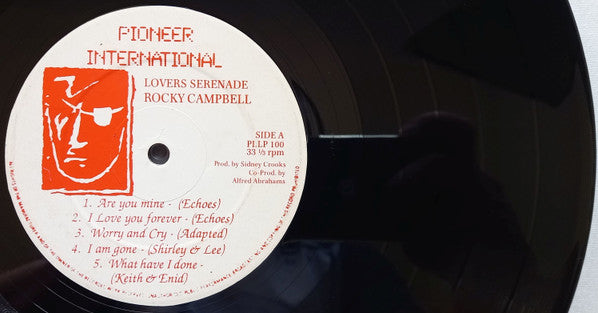 PIONEER
INTERNATIONAL
LOVERS SERENADE
ROCKY CAMPBELL
SIDE A
PLLP 100
33 ⅓ rpm
Prod. by Sidney Crooks
Co-Prod. by
Alfred Abrahams
1. Are you mine - (Echoes)
2. I Love you forever - (Echoes)
3. Worry and Cry - (Adapted)
4. I am gone - (Shirley & Lee)
5. What have I done -
(Keith & Enid)